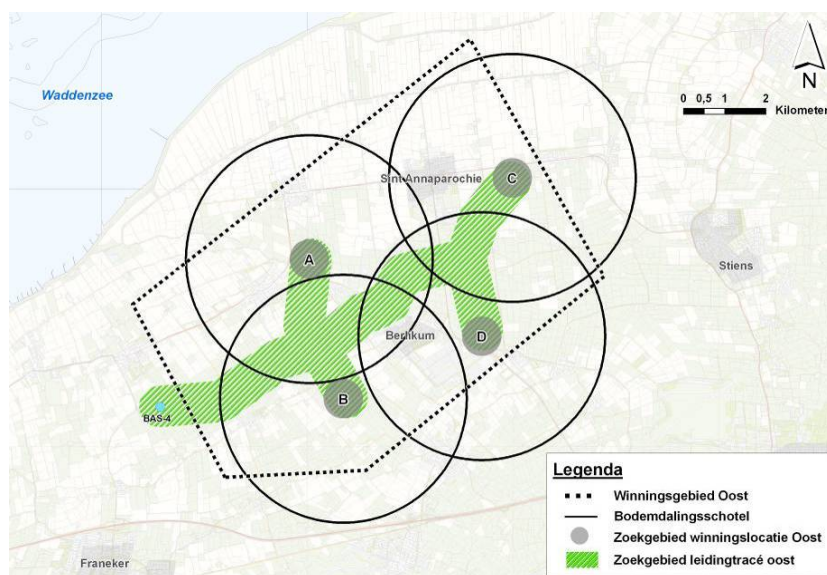 Waddenzee
N
0 0,5 1 2
Kilometer
Sint Annaparochie
C
A
Stiens
Berlikum
D
B
BAS-4
Legenda
Winningsgebied Oost
Bodemdalingsschotel
Zoekgebied winningslocatie Oost
Zoekgebied leidingtracé oost
Franeker